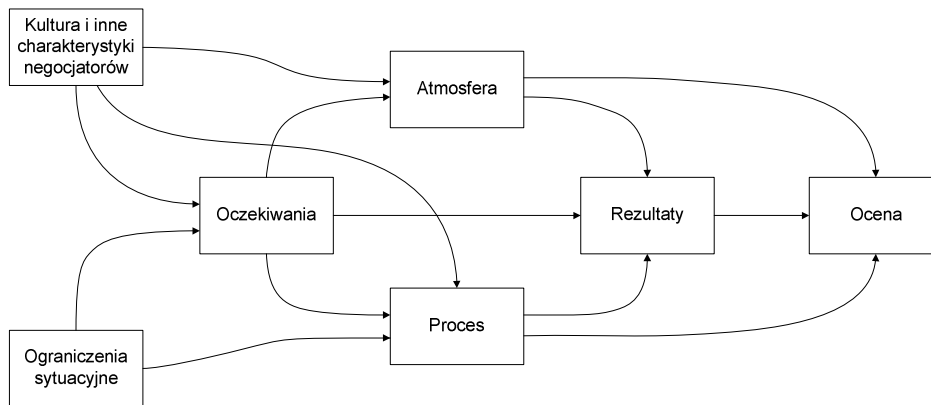 Kultura i inne
charakterystyki
negocjatorów
Atmosfera
Oczekiwania
Rezultaty
Ocena
Proces
Ograniczenia
sytuacyjne